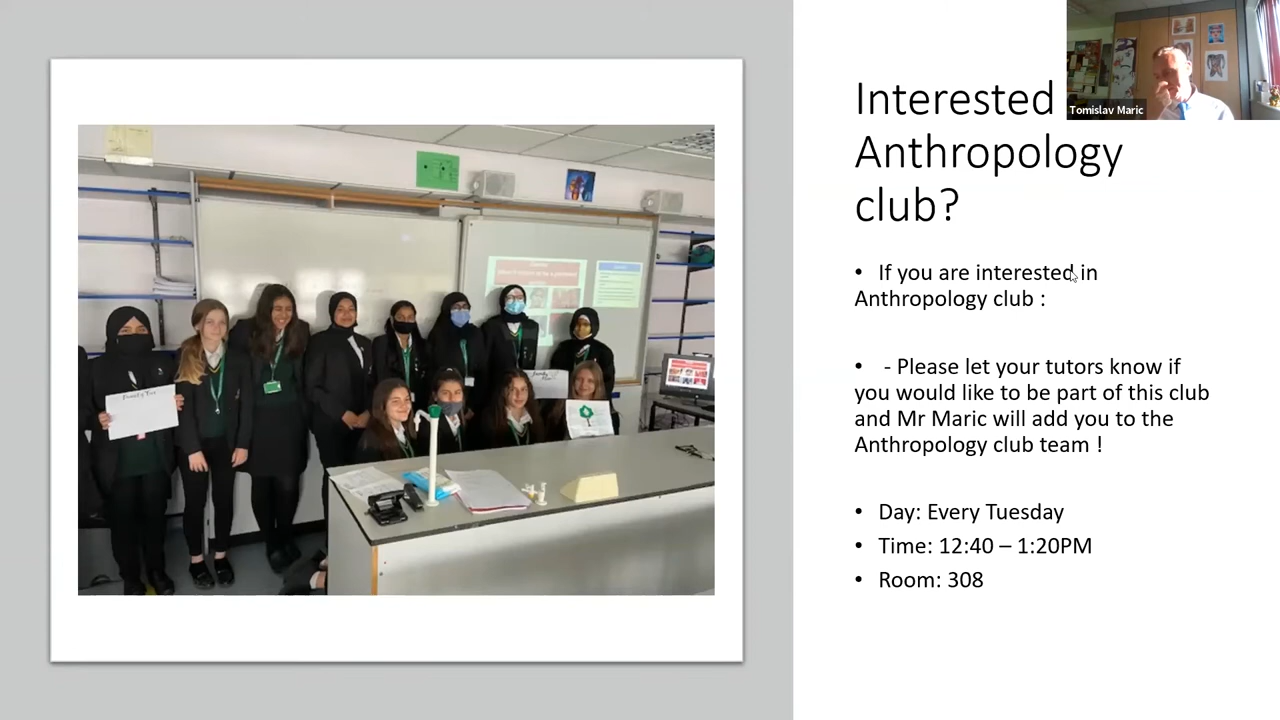 Interested
Anthropology
club?
Tomislav Maric
• If you are interested in
Anthropology club :
• - Please let your tutors know if
you would like to be part of this club
and Mr Maric will add you to the
Anthropology club team !
• Day: Every Tuesday
• Time: 12:40 – 1:20PM
• Room: 308
Family Tree